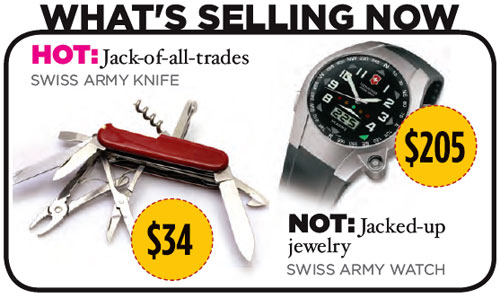 WHAT'S SELLING NOW
HOT: Jack-of-all-trades
SWISS ARMY KNIFE
$34
$205
NOT: Jacked-up
jewelry
SWISS ARMY WATCH